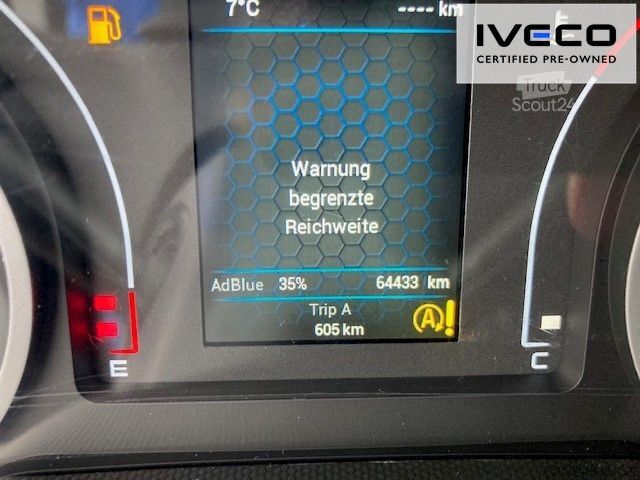 7°C
---- km
IVECO
CERTIFIED PRE-OWNED
Truck
Scout24
Warnung
begrenzte
Reichweite
AdBlue 35% 64433 km
Trip A
605 km
A!
E
C